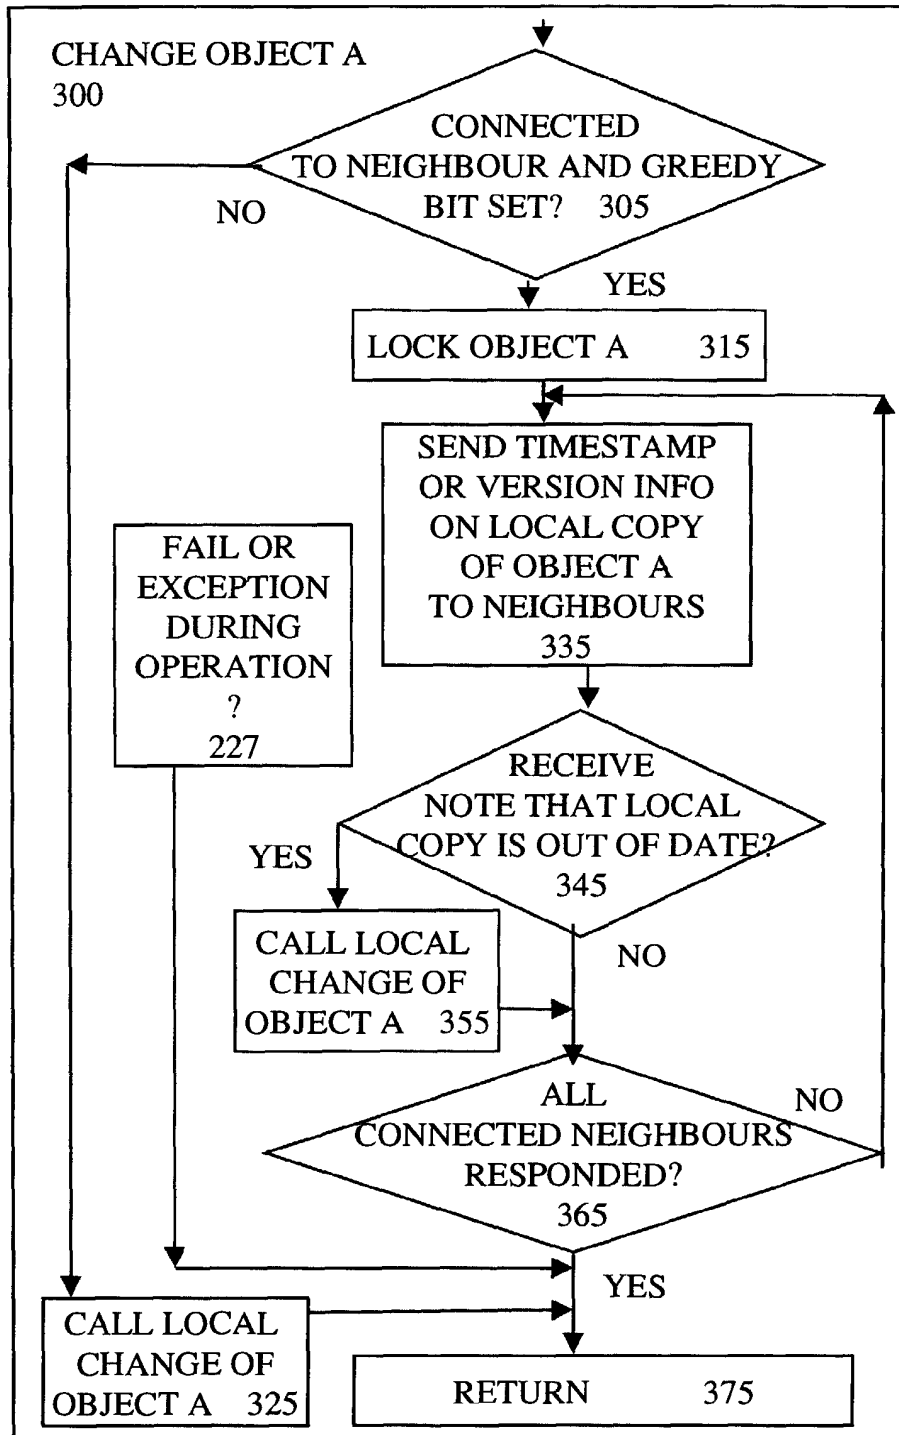 CHANGE OBJECT A
300
CONNECTED
TO NEIGHBOUR AND GREEDY
BIT SET? 305
NO
YES
LOCK OBJECT A 315
SEND TIMESTAMP
OR VERSION INFO
ON LOCAL COPY
OF OBJECT A
TO NEIGHBOURS
335
FAIL OR
EXCEPTION
DURING
OPERATION
?
227
RECEIVE
NOTE THAT LOCAL
COPY IS OUT OF DATE?
345
YES
NO
CALL LOCAL
CHANGE OF
OBJECT A 355
ALL
CONNECTED NEIGHBOURS
RESPONDED?
365
NO
YES
CALL LOCAL
CHANGE OF
OBJECT A 325
RETURN 375